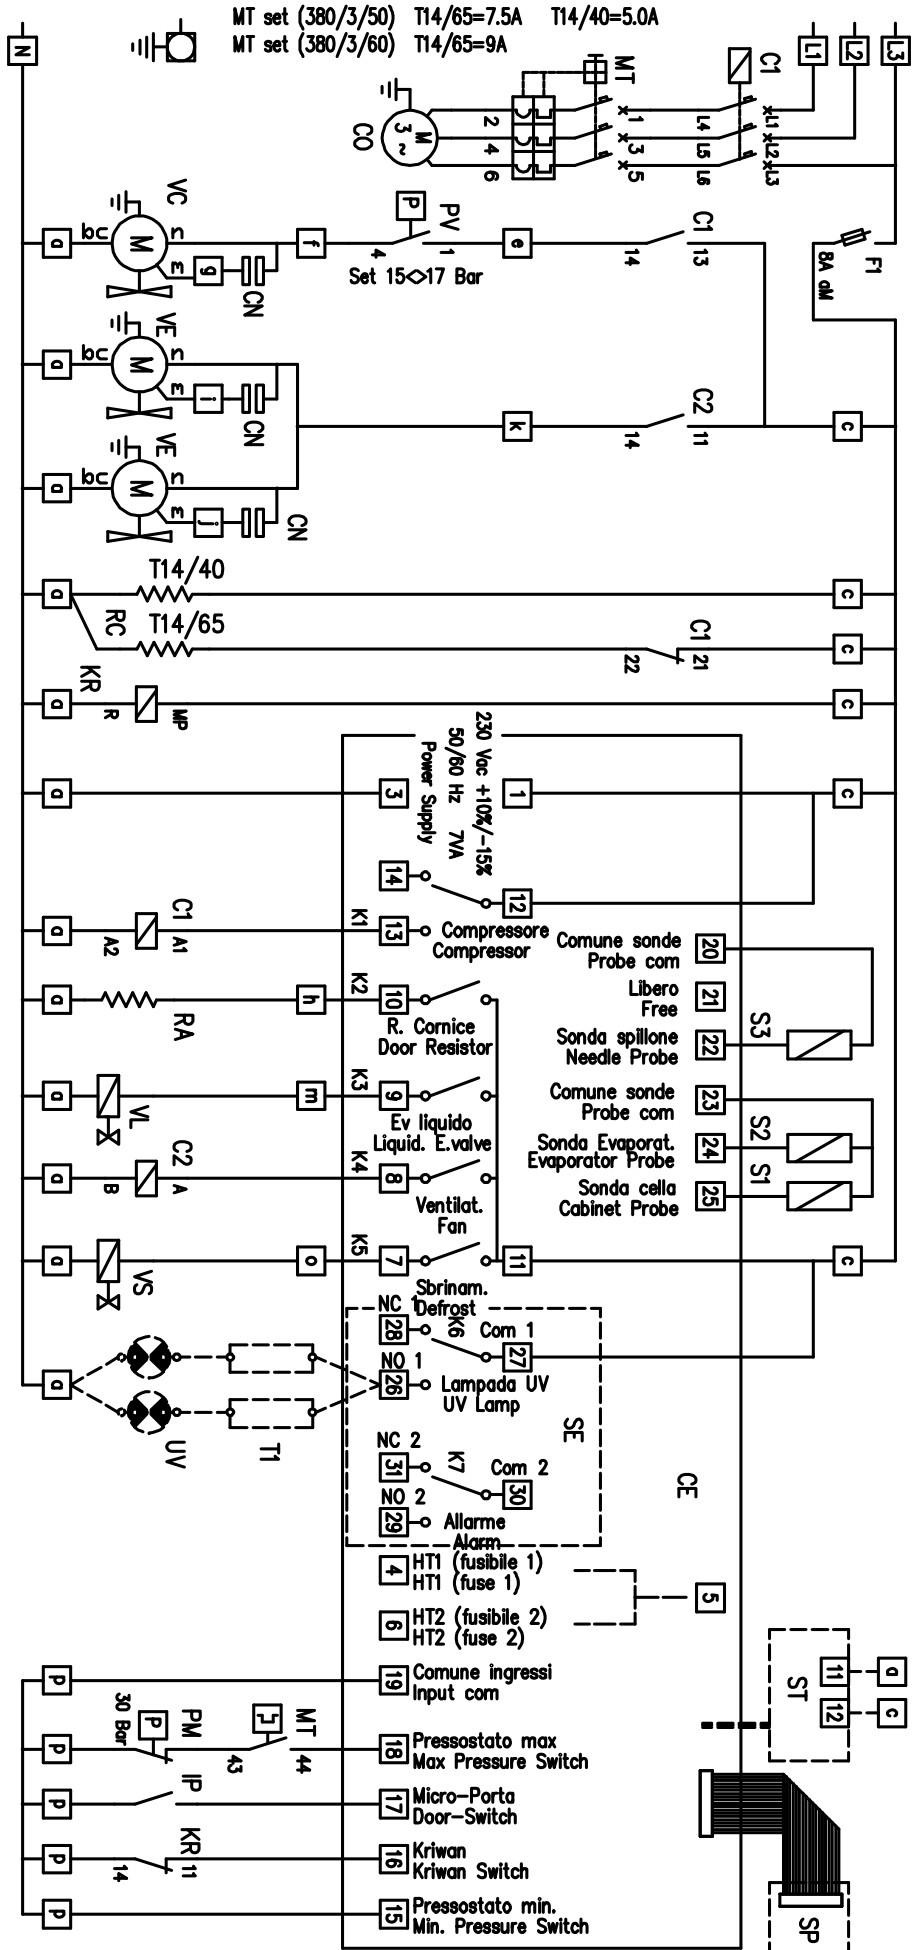 MT set (380/3/50) T14/65=7.5A T14/40=5.0A
MT set (380/3/60) T14/65=9A
N
L1
L2
L3
C1
MT
CO
M
3
~
2
4
6
1
3
5
L4
L5
L6
L1
L2
L3
VC
bc
n
m
M
a
g
CN
f
P
PV
4
1
Set 15<>17 Bar
e
C1
14
13
8A aM
F1
VE
bc
n
m
M
a
i
CN
k
C2
14
11
c
VE
bc
n
m
M
a
j
CN
T14/40
a
c
RC
T14/65
C1
22
21
c
KR
a
R
MP
c
230 Vac +10%/-15%
50/60 Hz 7VA
Power Supply
a
3
1
c
14
12
C1
a
A2
A1
K1
13
Compressore
Compressor
Comune sonde
Probe com
20
a
RA
h
K2
10
R. Cornice
Door Resistor
Libero
Free
21
S3
Sonda spillone
Needle Probe
22
a
VL
m
K3
9
Ev liquido
Liquid. E.valve
Comune sonde
Probe com
23
S2
Sonda Evaporat.
Evaporator Probe
24
C2
a
B
A
K4
8
Ventilat.
Fan
S1
Sonda cella
Cabinet Probe
25
a
VS
o
K5
7
11
c
Sbrinam.
Defrost
NC 1
28
K6
Com 1
27
NO 1
26
Lampada UV
UV Lamp
a
UV
T1
SE
NC 2
31
K7
Com 2
30
NO 2
29
Allarme
Alarm
CE
4
HT1 (fusibile 1)
HT1 (fuse 1)
5
6
HT2 (fusibile 2)
HT2 (fuse 2)
11
a
ST
12
c
p
19
Comune ingressi
Input com
30 Bar
P
PM
MT
43
44
p
18
Pressostato max
Max Pressure Switch
IP
p
17
Micro-Porta
Door-Switch
KR
14
11
p
16
Kriwan
Kriwan Switch
p
15
Pressostato min.
Min. Pressure Switch
SP